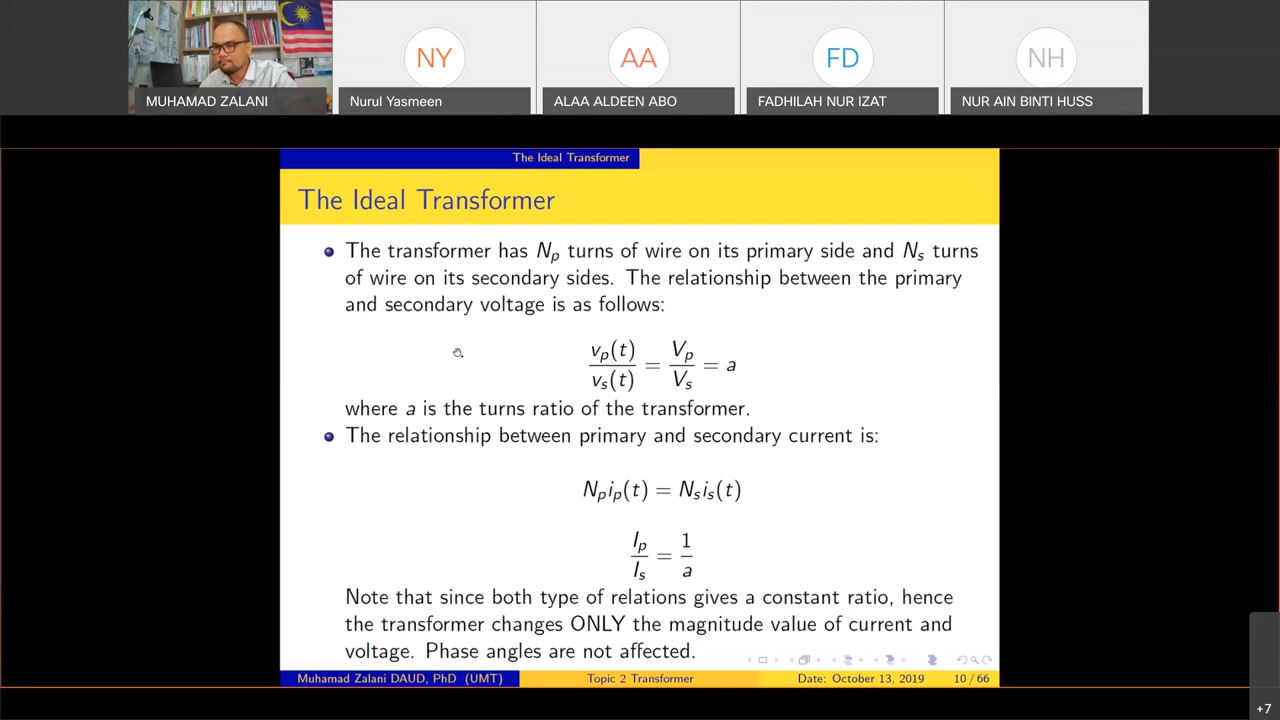 NY
AA
FD
NH
MUHAMAD ZALANI
Nurul Yasmeen
ALAA ALDEEN ABO
FADHILAH NUR IZAT
NUR AIN BINTI HUSS
The Ideal Transformer
The Ideal Transformer
The transformer has Nₚ turns of wire on its primary side and Nₛ turns
of wire on its secondary sides. The relationship between the primary
and secondary voltage is as follows:
vₚ(t)/vₛ(t) = Vₚ/Vₛ = a
where a is the turns ratio of the transformer.
The relationship between primary and secondary current is:
Nₚiₚ(t) = Nₛiₛ(t)
Iₚ/Iₛ = 1/a
Note that since both type of relations gives a constant ratio, hence
the transformer changes ONLY the magnitude value of current and
voltage. Phase angles are not affected.
Muhamad Zalani DAUD, PhD (UMT)
Topic 2 Transformer
Date: October 13, 2019
10 / 66
+7